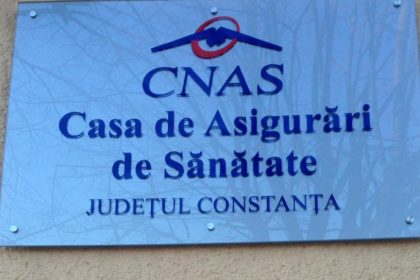 CNAS
Casa de Asigurări
de Sănătate
JUDEȚUL CONSTANȚA